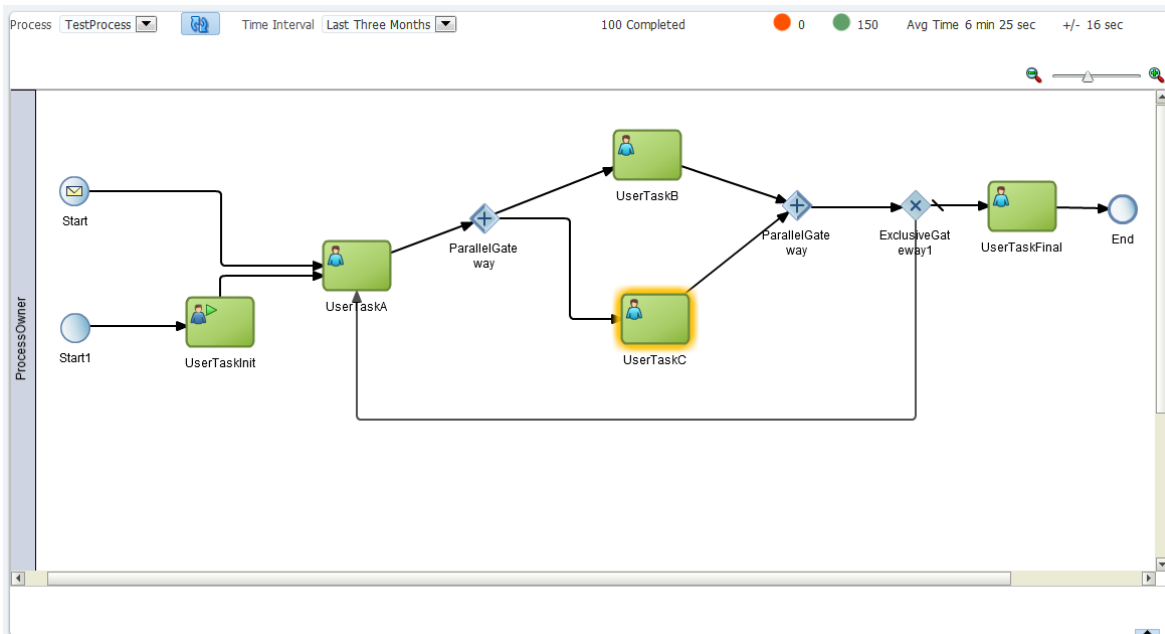 Process TestProcess Time Interval Last Three Months 100 Completed 0 150 Avg Time 6 min 25 sec +/- 16 sec
ProcessOwner
Start
UserTaskB
ParallelGate
way
ParallelGate
way
ExclusiveGat
eway1
UserTaskFinal
End
UserTaskA
Start1
UserTaskInit
UserTaskC